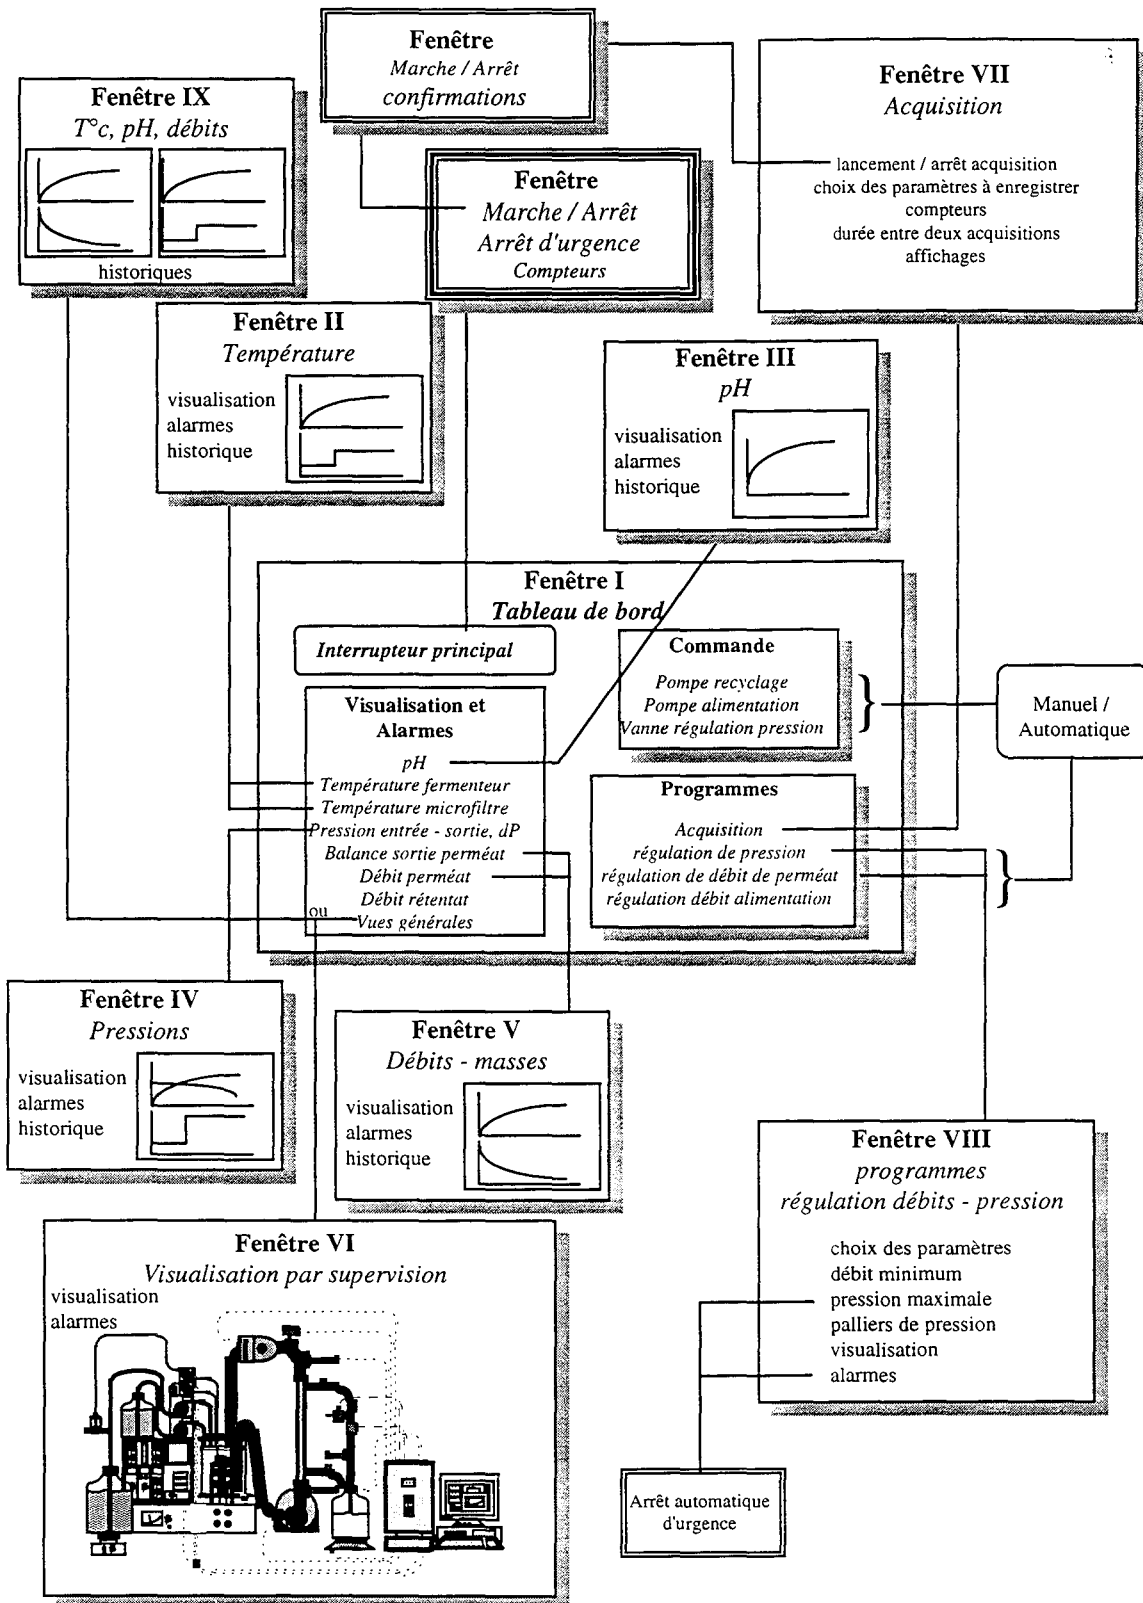 Fenêtre
Marche / Arrêt
confirmations
Fenêtre VII
Acquisition
lancement / arrêt acquisition
choix des paramètres à enregistrer
compteurs
durée entre deux acquisitions
affichages
Fenêtre IX
T°c, pH, débits
historiques
Fenêtre
Marche / Arrêt
Arrêt d'urgence
Compteurs
Fenêtre II
Température
visualisation
alarmes
historique
Fenêtre III
pH
visualisation
alarmes
historique
Fenêtre I
Tableau de bord
Interrupteur principal
Commande
Pompe recyclage
Pompe alimentation
Vanne régulation pression
Manuel /
Automatique
Visualisation et
Alarmes
pH
Température fermenteur
Température microfiltre
Pression entrée - sortie, dP
Balance sortie perméat
Débit perméat
Débit rétentat
ou
Vues générales
Programmes
Acquisition
régulation de pression
régulation de débit de perméat
régulation débit alimentation
Fenêtre IV
Pressions
visualisation
alarmes
historique
Fenêtre V
Débits - masses
visualisation
alarmes
historique
Fenêtre VIII
programmes
régulation débits - pression
choix des paramètres
débit minimum
pression maximale
palliers de pression
visualisation
alarmes
Fenêtre VI
Visualisation par supervision
visualisation
alarmes
Arrêt automatique
d'urgence